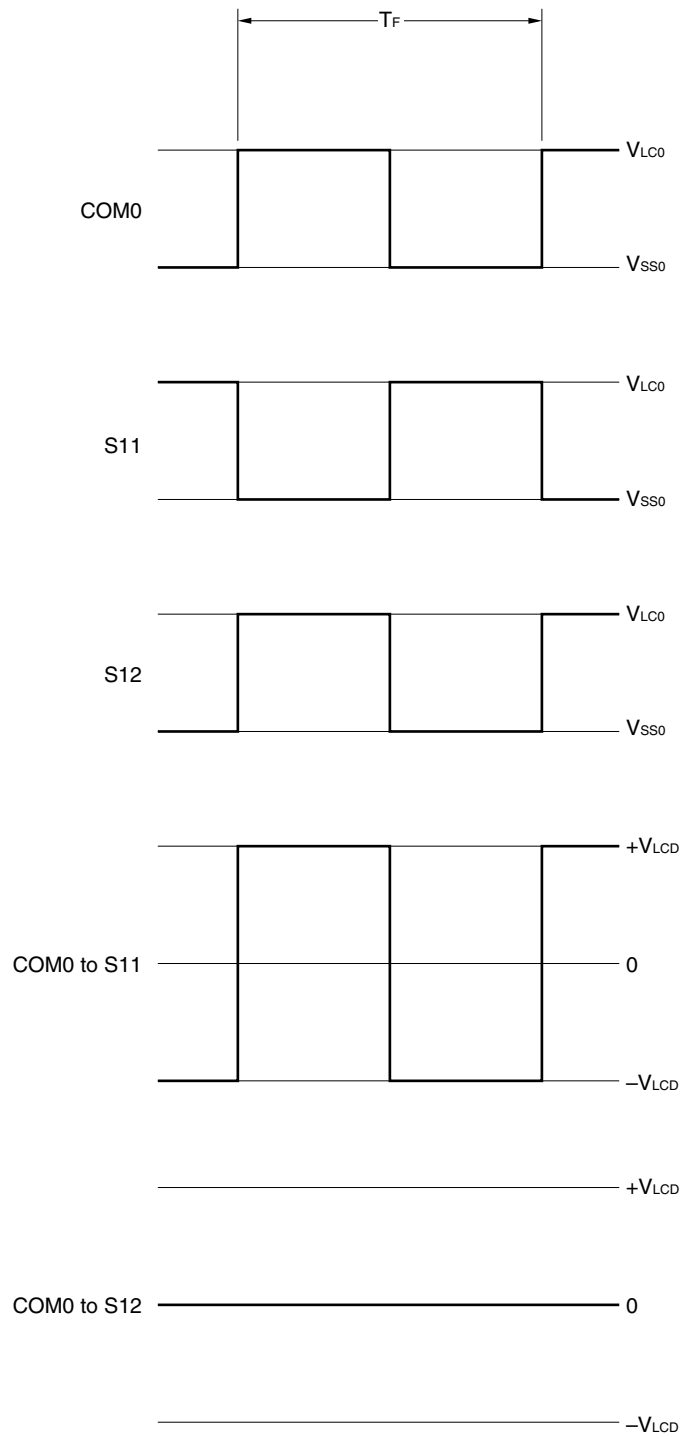 TF
VLC0
COM0
VSS0
VLC0
S11
VSS0
VLC0
S12
VSS0
+VLCD
COM0 to S11
0
–VLCD
+VLCD
COM0 to S12
0
–VLCD